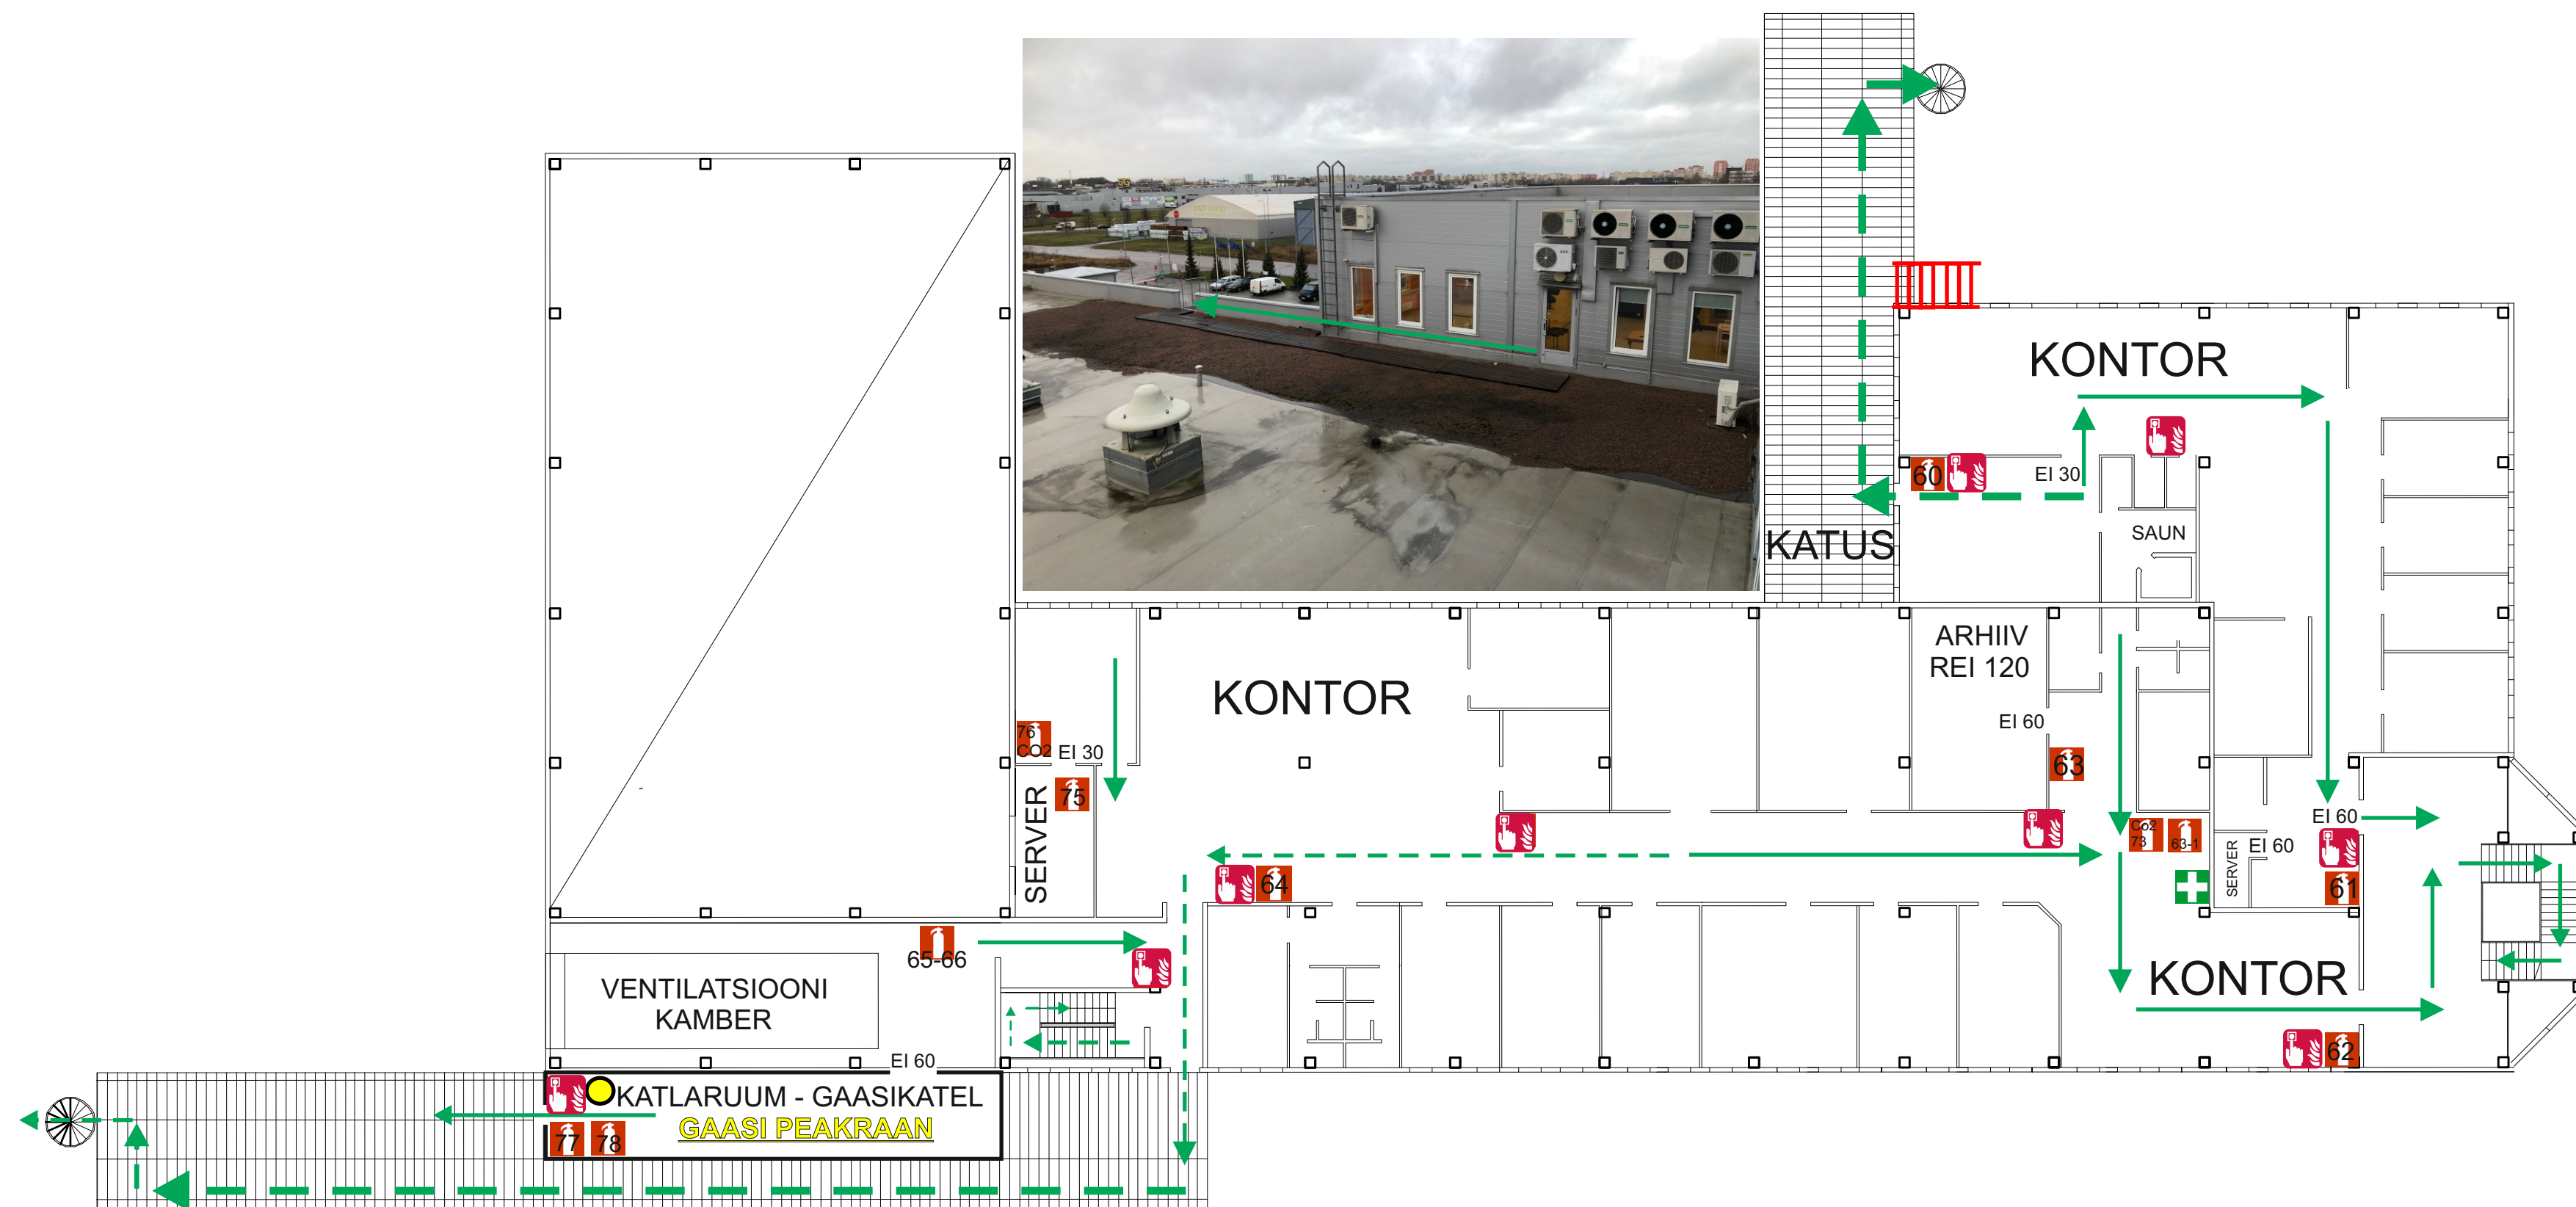 KONTOR
60
EI 30
SAUN
KATUS
ARHIIV
REI 120
EI 60
63
KONTOR
76
CO2
EI 30
75
SERVER
EI 60
Co2
73
63-1
SERVER
EI 60
61
64
65-66
VENTILATSIOONI
KAMBER
KONTOR
62
EI 60
KATLARUUM - GAASIKATEL
GAASI PEAKRAAN
77
78